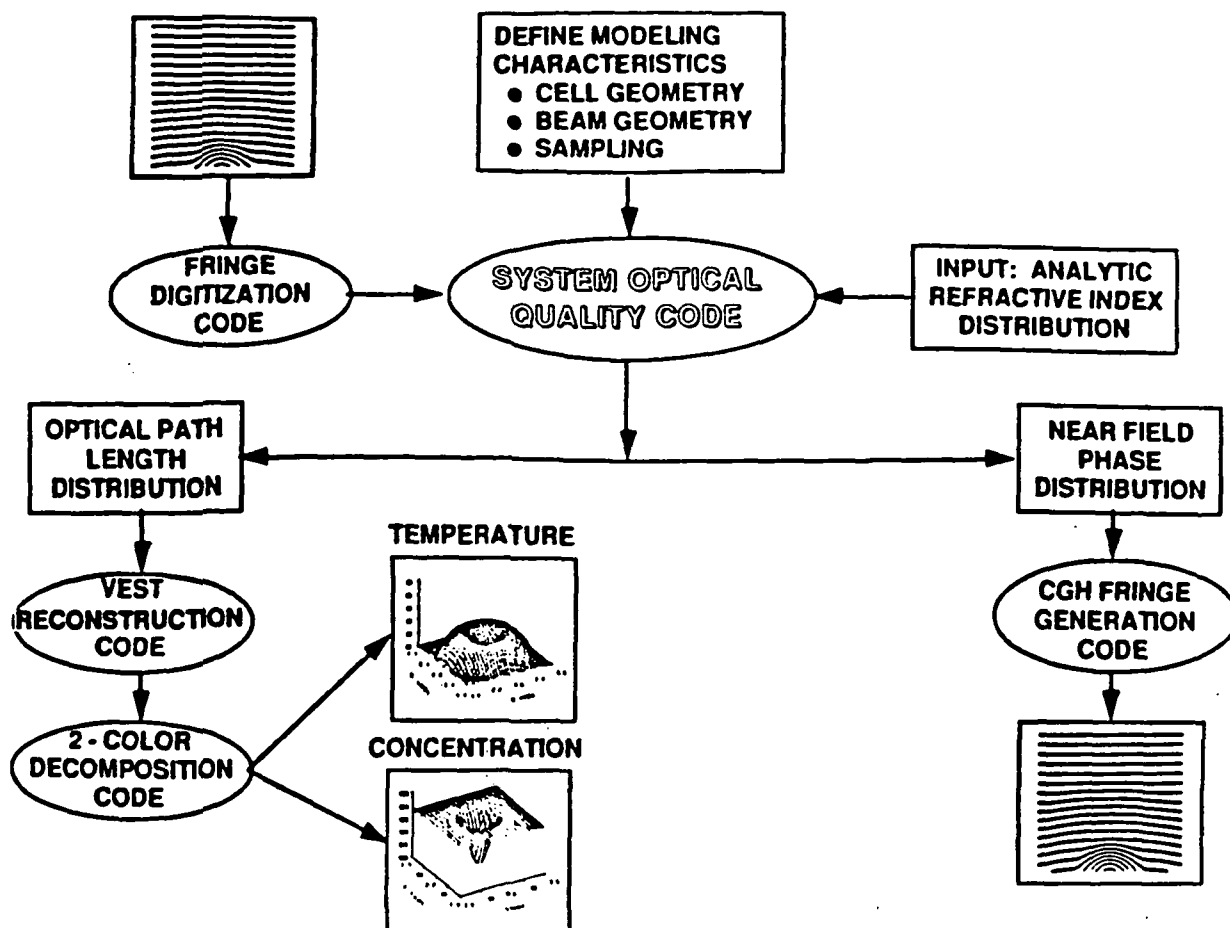 DEFINE MODELING
CHARACTERISTICS
● CELL GEOMETRY
● BEAM GEOMETRY
● SAMPLING
FRINGE
DIGITIZATION
CODE
SYSTEM OPTICAL
QUALITY CODE
INPUT: ANALYTIC
REFRACTIVE INDEX
DISTRIBUTION
OPTICAL PATH
LENGTH
DISTRIBUTION
NEAR FIELD
PHASE
DISTRIBUTION
VEST
RECONSTRUCTION
CODE
TEMPERATURE
CGH FRINGE
GENERATION
CODE
2 - COLOR
DECOMPOSITION
CODE
CONCENTRATION